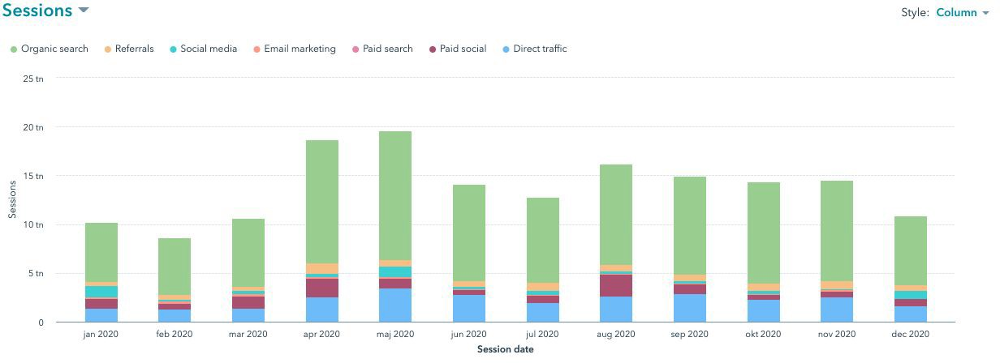 Sessions
Style: Column
Organic search Referrals Social media Email marketing Paid search Paid social Direct traffic
25 tn
20 tn
15 tn
10 tn
5 tn
0
Sessions
jan 2020 feb 2020 mar 2020 apr 2020 maj 2020 jun 2020 jul 2020 aug 2020 sep 2020 okt 2020 nov 2020 dec 2020
Session date